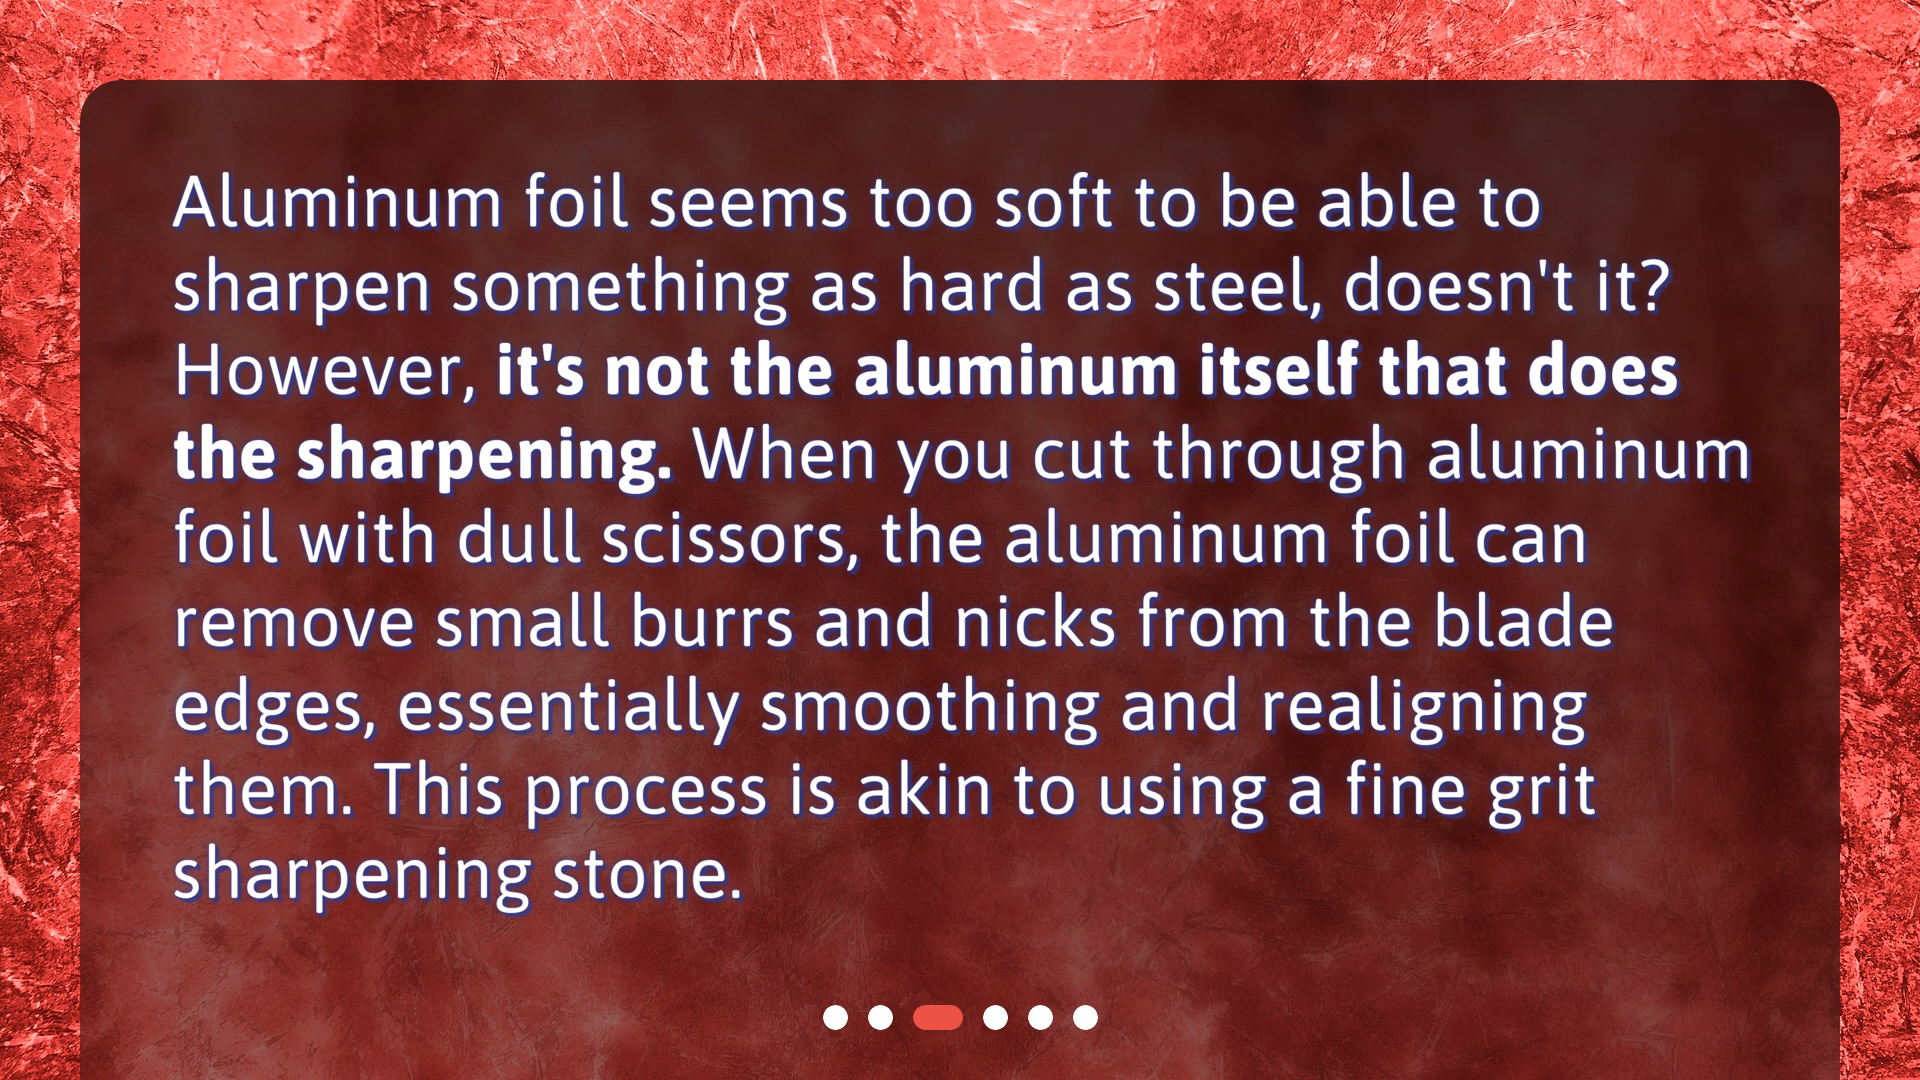 Aluminum foil seems too soft to be able to
sharpen something as hard as steel, doesn't it?
However, it's not the aluminum itself that does
the sharpening. When you cut through aluminum
foil with dull scissors, the aluminum foil can
remove small burrs and nicks from the blade
edges, essentially smoothing and realigning
them. This process is akin to using a fine grit
sharpening stone.